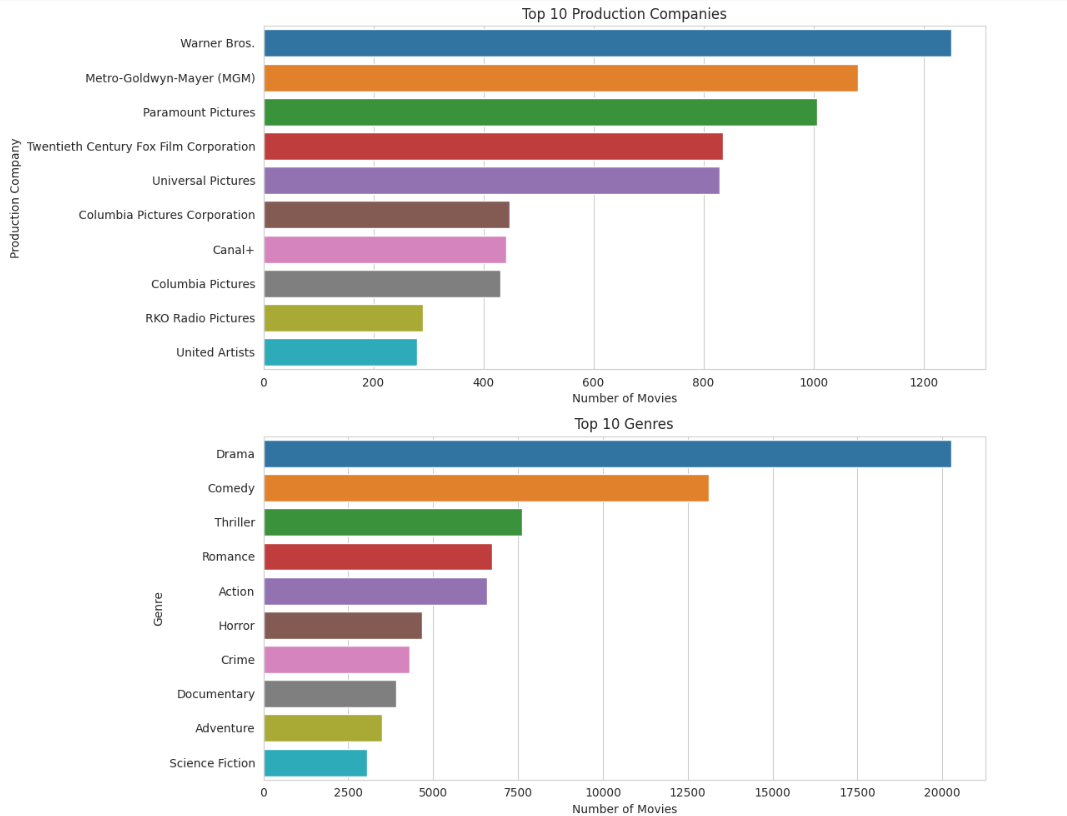 Top 10 Production Companies
Production Company
Warner Bros.
Metro-Goldwyn-Mayer (MGM)
Paramount Pictures
Twentieth Century Fox Film Corporation
Universal Pictures
Columbia Pictures Corporation
Canal+
Columbia Pictures
RKO Radio Pictures
United Artists
0 200 400 600 800 1000 1200
Number of Movies
Top 10 Genres
Genre
Drama
Comedy
Thriller
Romance
Action
Horror
Crime
Documentary
Adventure
Science Fiction
0 2500 5000 7500 10000 12500 15000 17500 20000
Number of Movies